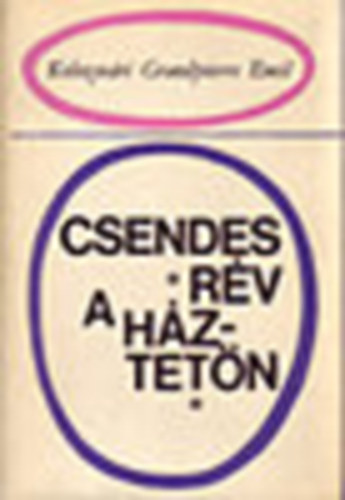 Kolozsvári Grandpierre Emil
CSENDES
RÉV
A HÁZ-
TETŐN